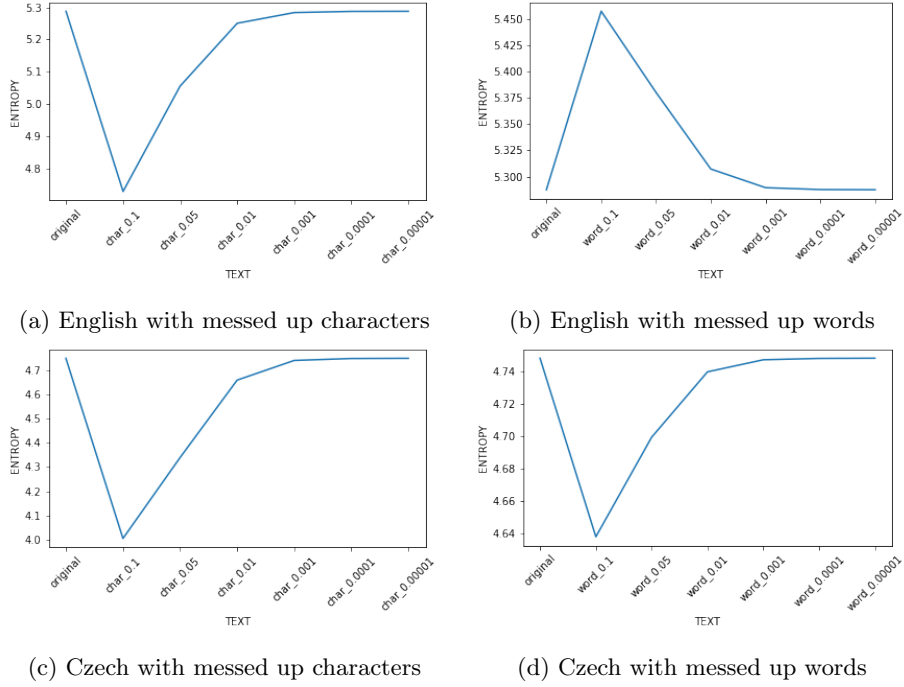 5.3
5.2
5.1
5.0
4.9
4.8
ENTROPY
original
char_0.1
char_0.05
char_0.01
char_0.001
char_0.0001
char_0.00001
TEXT
(a) English with messed up characters
5.450
5.425
5.400
5.375
5.350
5.325
5.300
ENTROPY
original
word_0.1
word_0.05
word_0.01
word_0.001
word_0.0001
word_0.00001
TEXT
(b) English with messed up words
4.7
4.6
4.5
4.4
4.3
4.2
4.1
4.0
ENTROPY
original
char_0.1
char_0.05
char_0.01
char_0.001
char_0.0001
char_0.00001
TEXT
(c) Czech with messed up characters
4.74
4.72
4.70
4.68
4.66
4.64
ENTROPY
original
word_0.1
word_0.05
word_0.01
word_0.001
word_0.0001
word_0.00001
TEXT
(d) Czech with messed up words